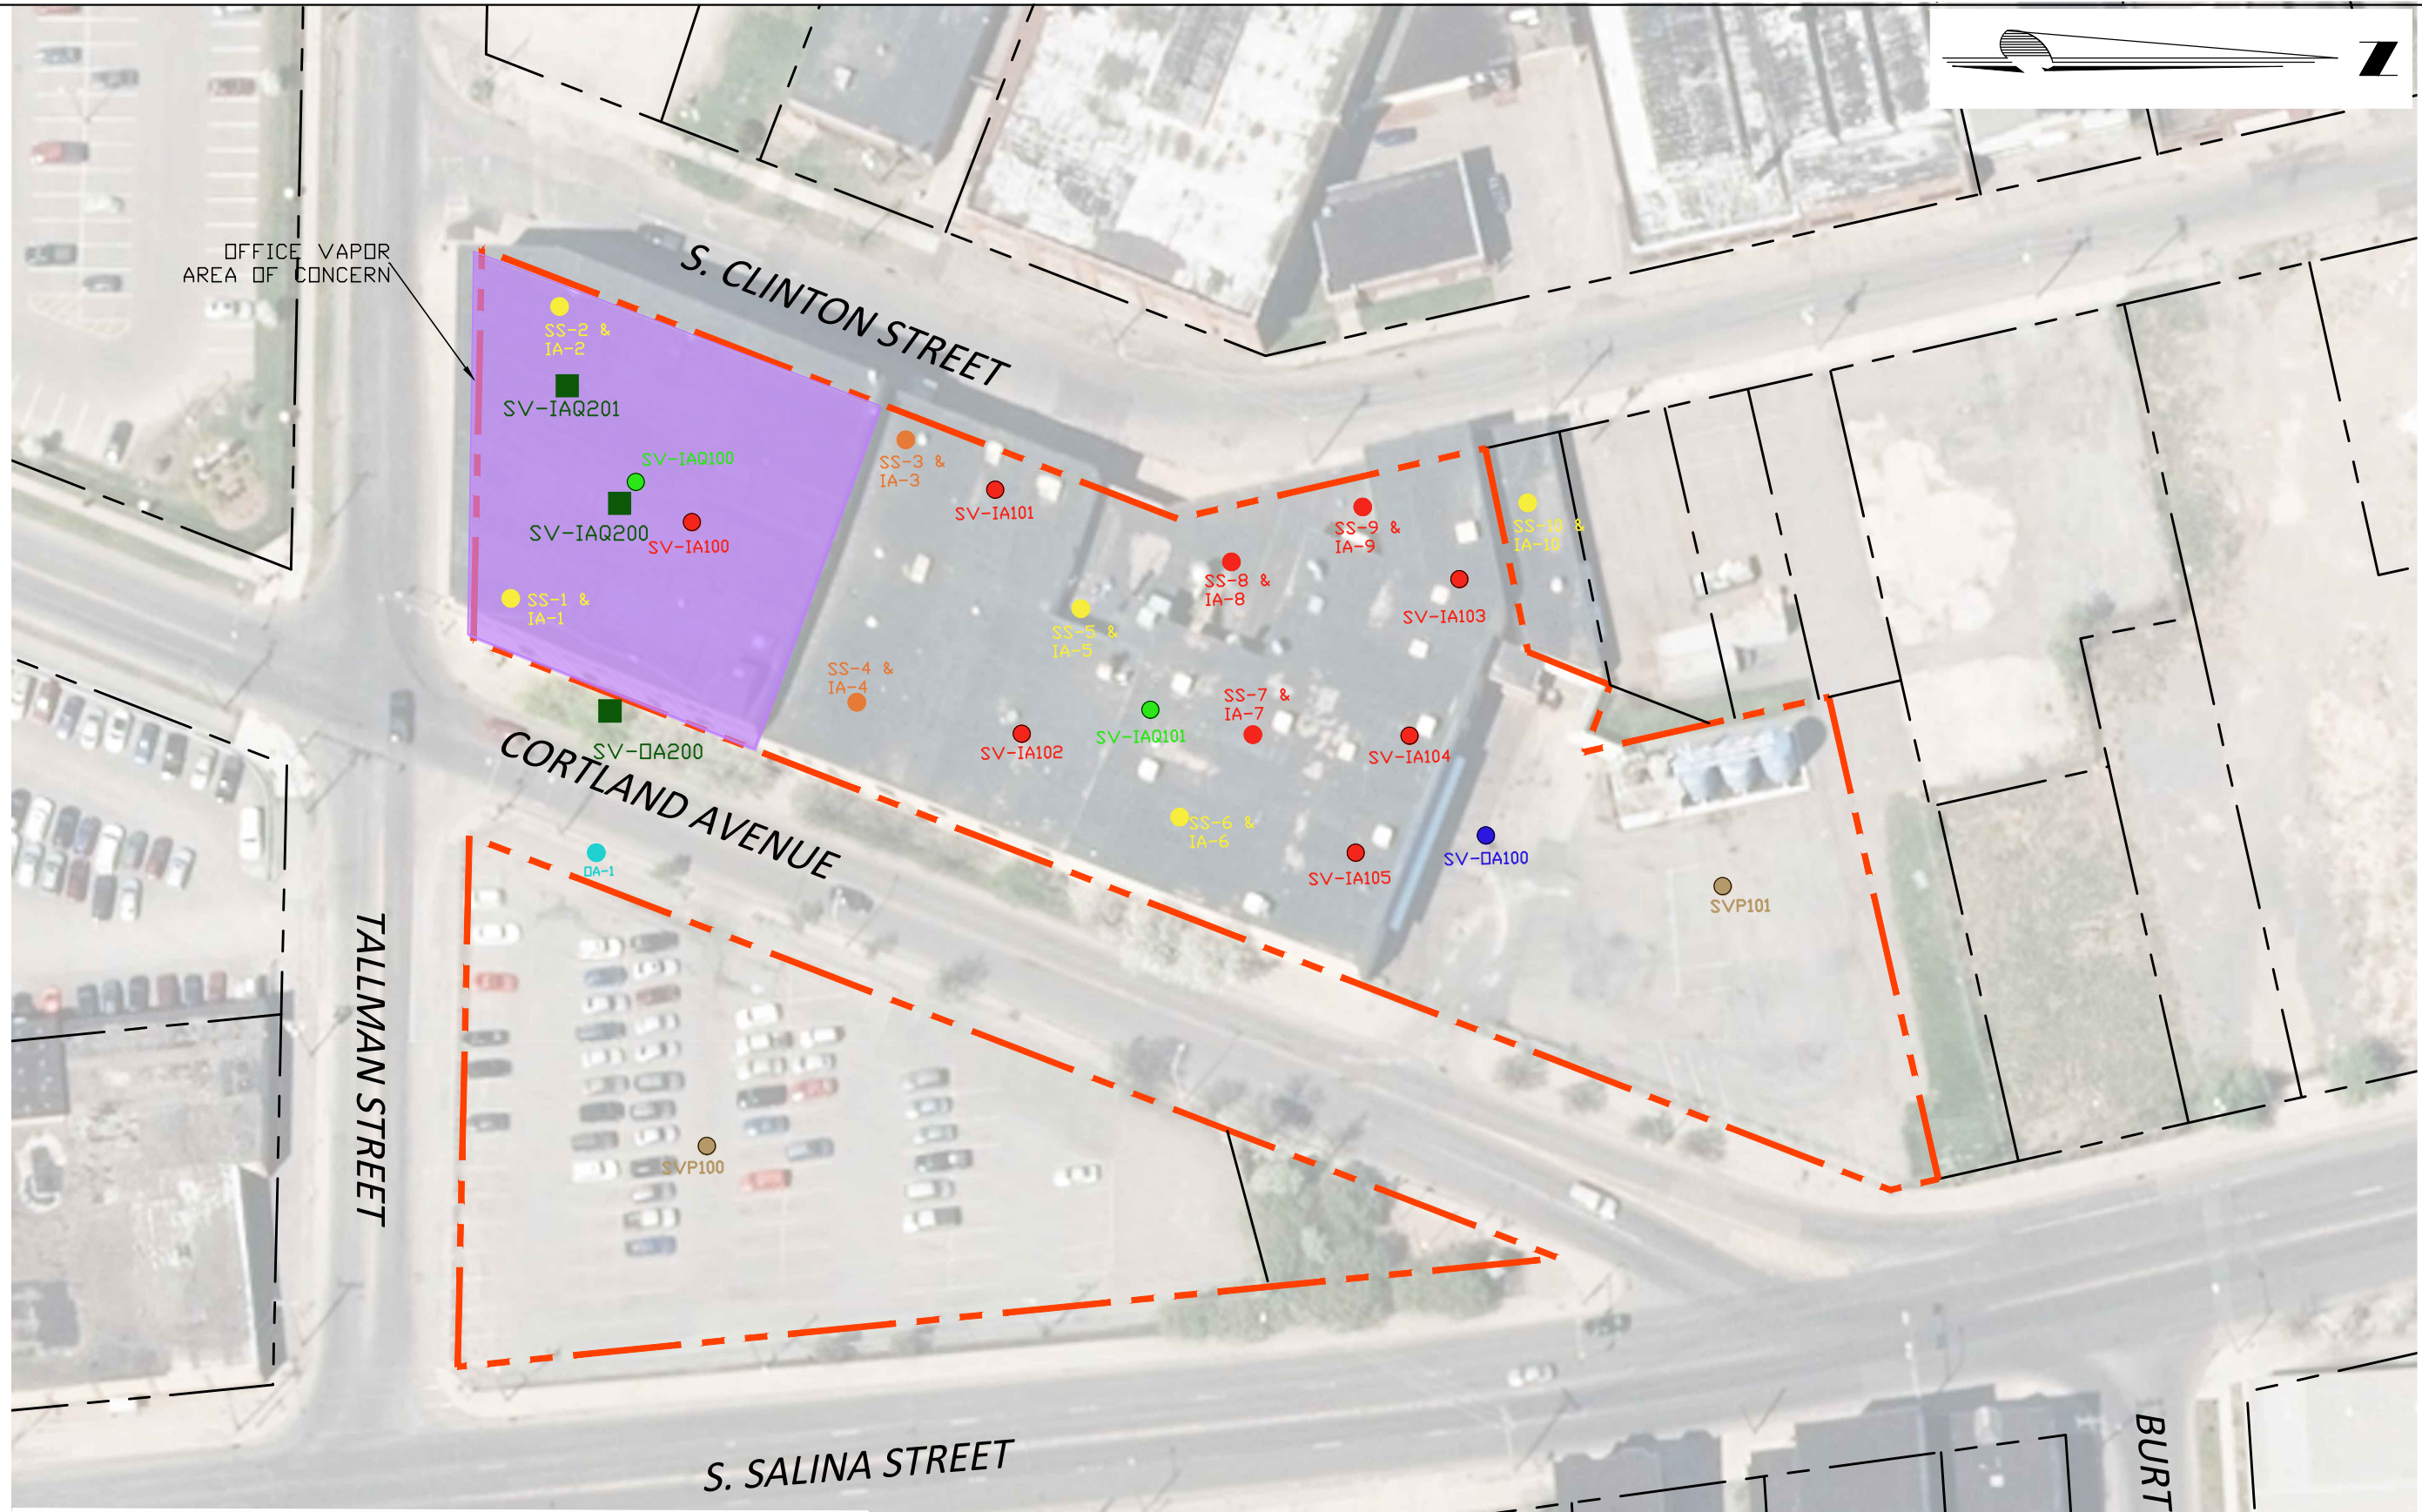 Z
OFFICE VAPOR
AREA OF CONCERN
S. CLINTON STREET
SS-2 &
IA-2
SV-IAQ201
SV-IAQ100
SV-IAQ200
SV-IA100
SS-1 &
IA-1
SV-OA200
SS-3 &
IA-3
SV-IA101
SS-4 &
IA-4
SV-IA102
SS-5 &
IA-5
SV-IAQ101
SS-6 &
IA-6
SS-7 &
IA-7
SS-8 &
IA-8
SS-9 &
IA-9
SV-IA103
SV-IA104
SV-IA105
SS-10 &
IA-10
SV-OA100
SVP101
CORTLAND AVENUE
OA-1
SVP100
TALLMAN STREET
S. SALINA STREET
BURT